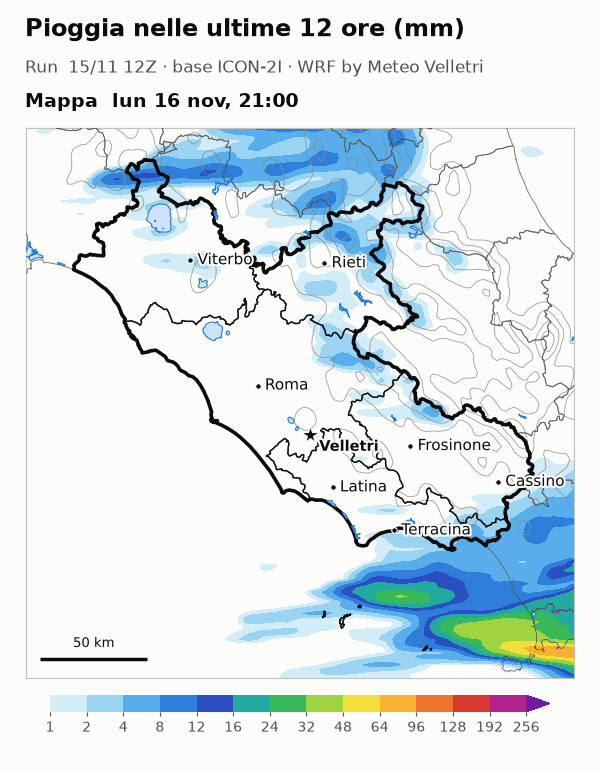 Pioggia nelle ultime 12 ore (mm)
Run 15/11 12Z · base ICON-2I · WRF by Meteo Velletri
Mappa lun 16 nov, 21:00
Viterbo
Rieti
Roma
Velletri
Frosinone
Cassino
Latina
Terracina
50 km
1 2 4 8 12 16 24 32 48 64 96 128 192 256